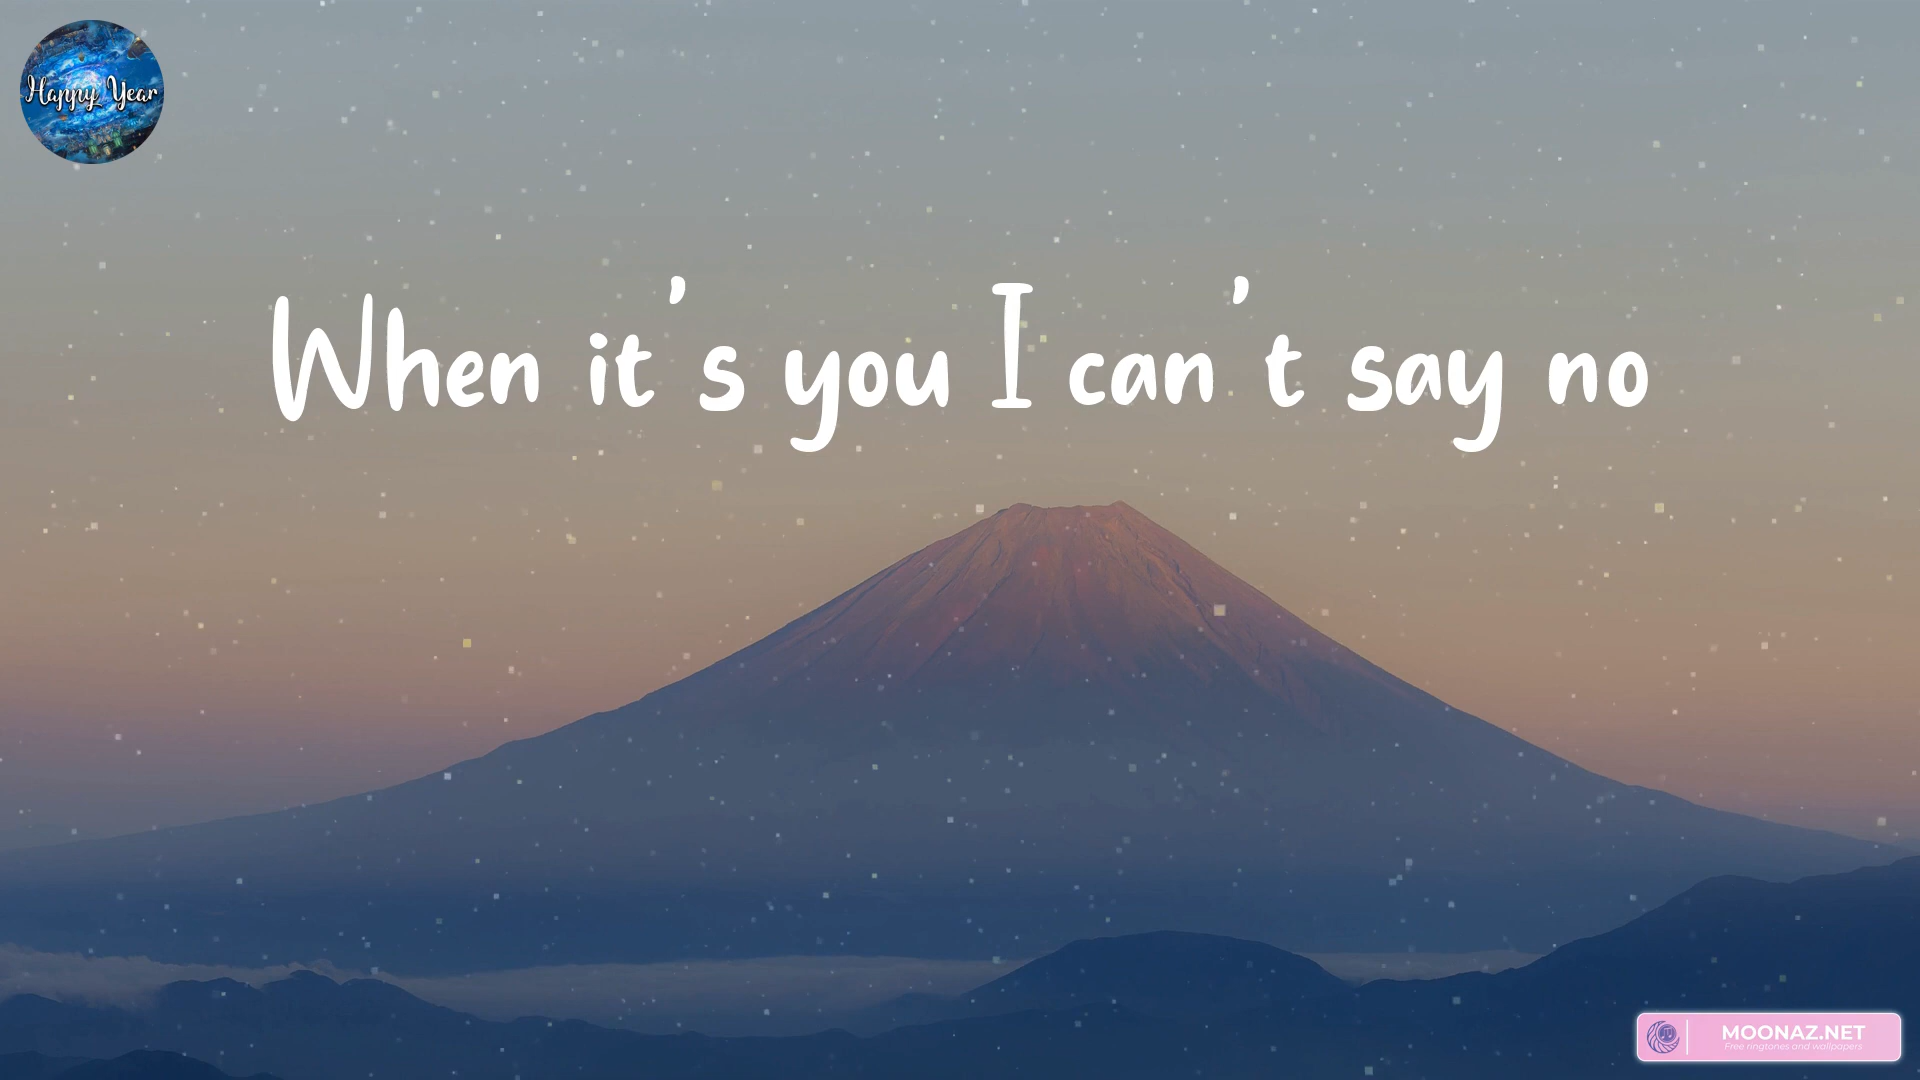 Happy Year
When it's you I can't say no
MOONAZ.NET
Free ringtones and wallpapers